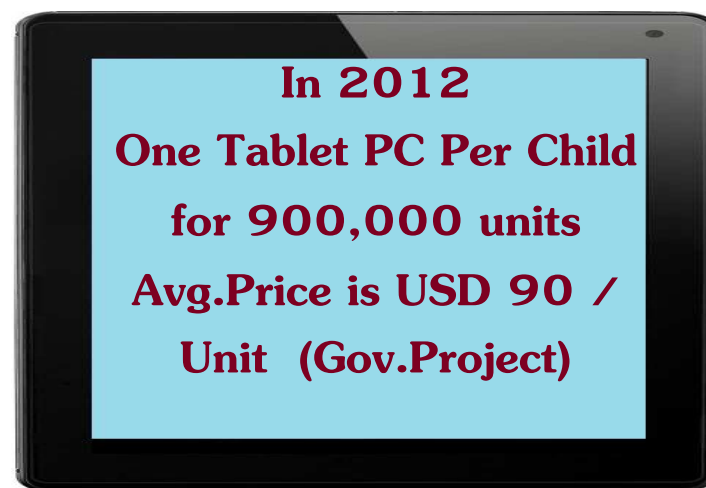 In 2012
One Tablet PC Per Child
for 900,000 units
Avg.Price is USD 90 /
Unit (Gov.Project)